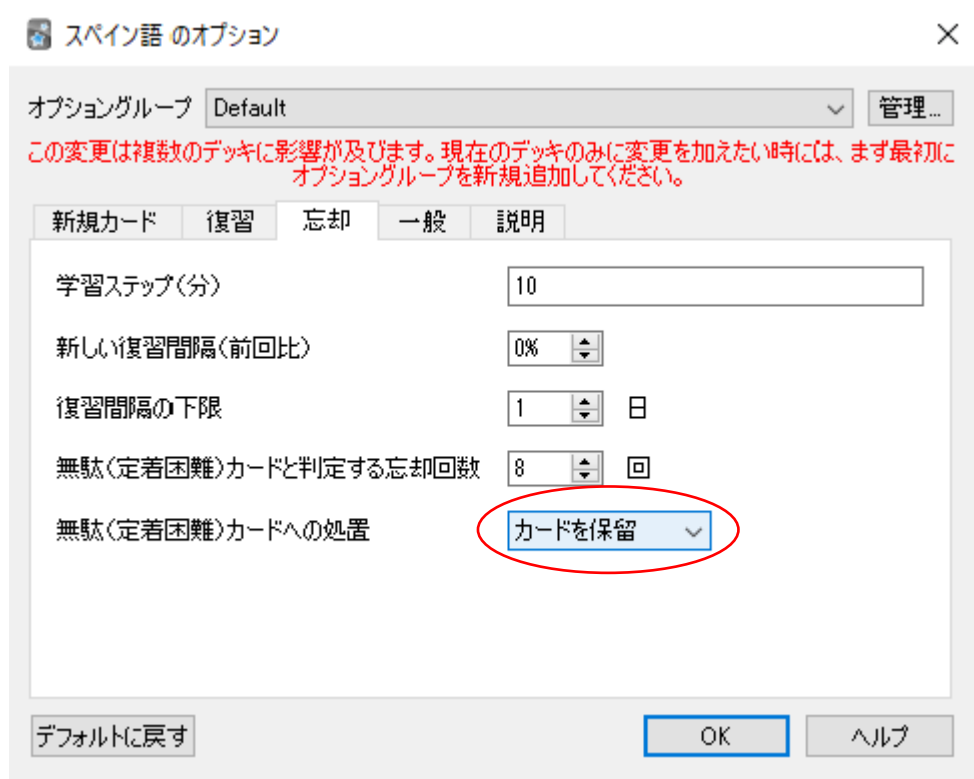 スペイン語 のオプション
オプショングループ Default 管理...
この変更は複数のデッキに影響が及びます。現在のデッキのみに変更を加えたい時には、まず最初に
オプショングループを新規追加してください。
新規カード 復習 忘却 一般 説明
学習ステップ(分) 10
新しい復習間隔(前回比) 0%
復習間隔の下限 1 日
無駄(定着困難)カードと判定する忘却回数 8 回
無駄(定着困難)カードへの処置 カードを保留
デフォルトに戻す OK ヘルプ